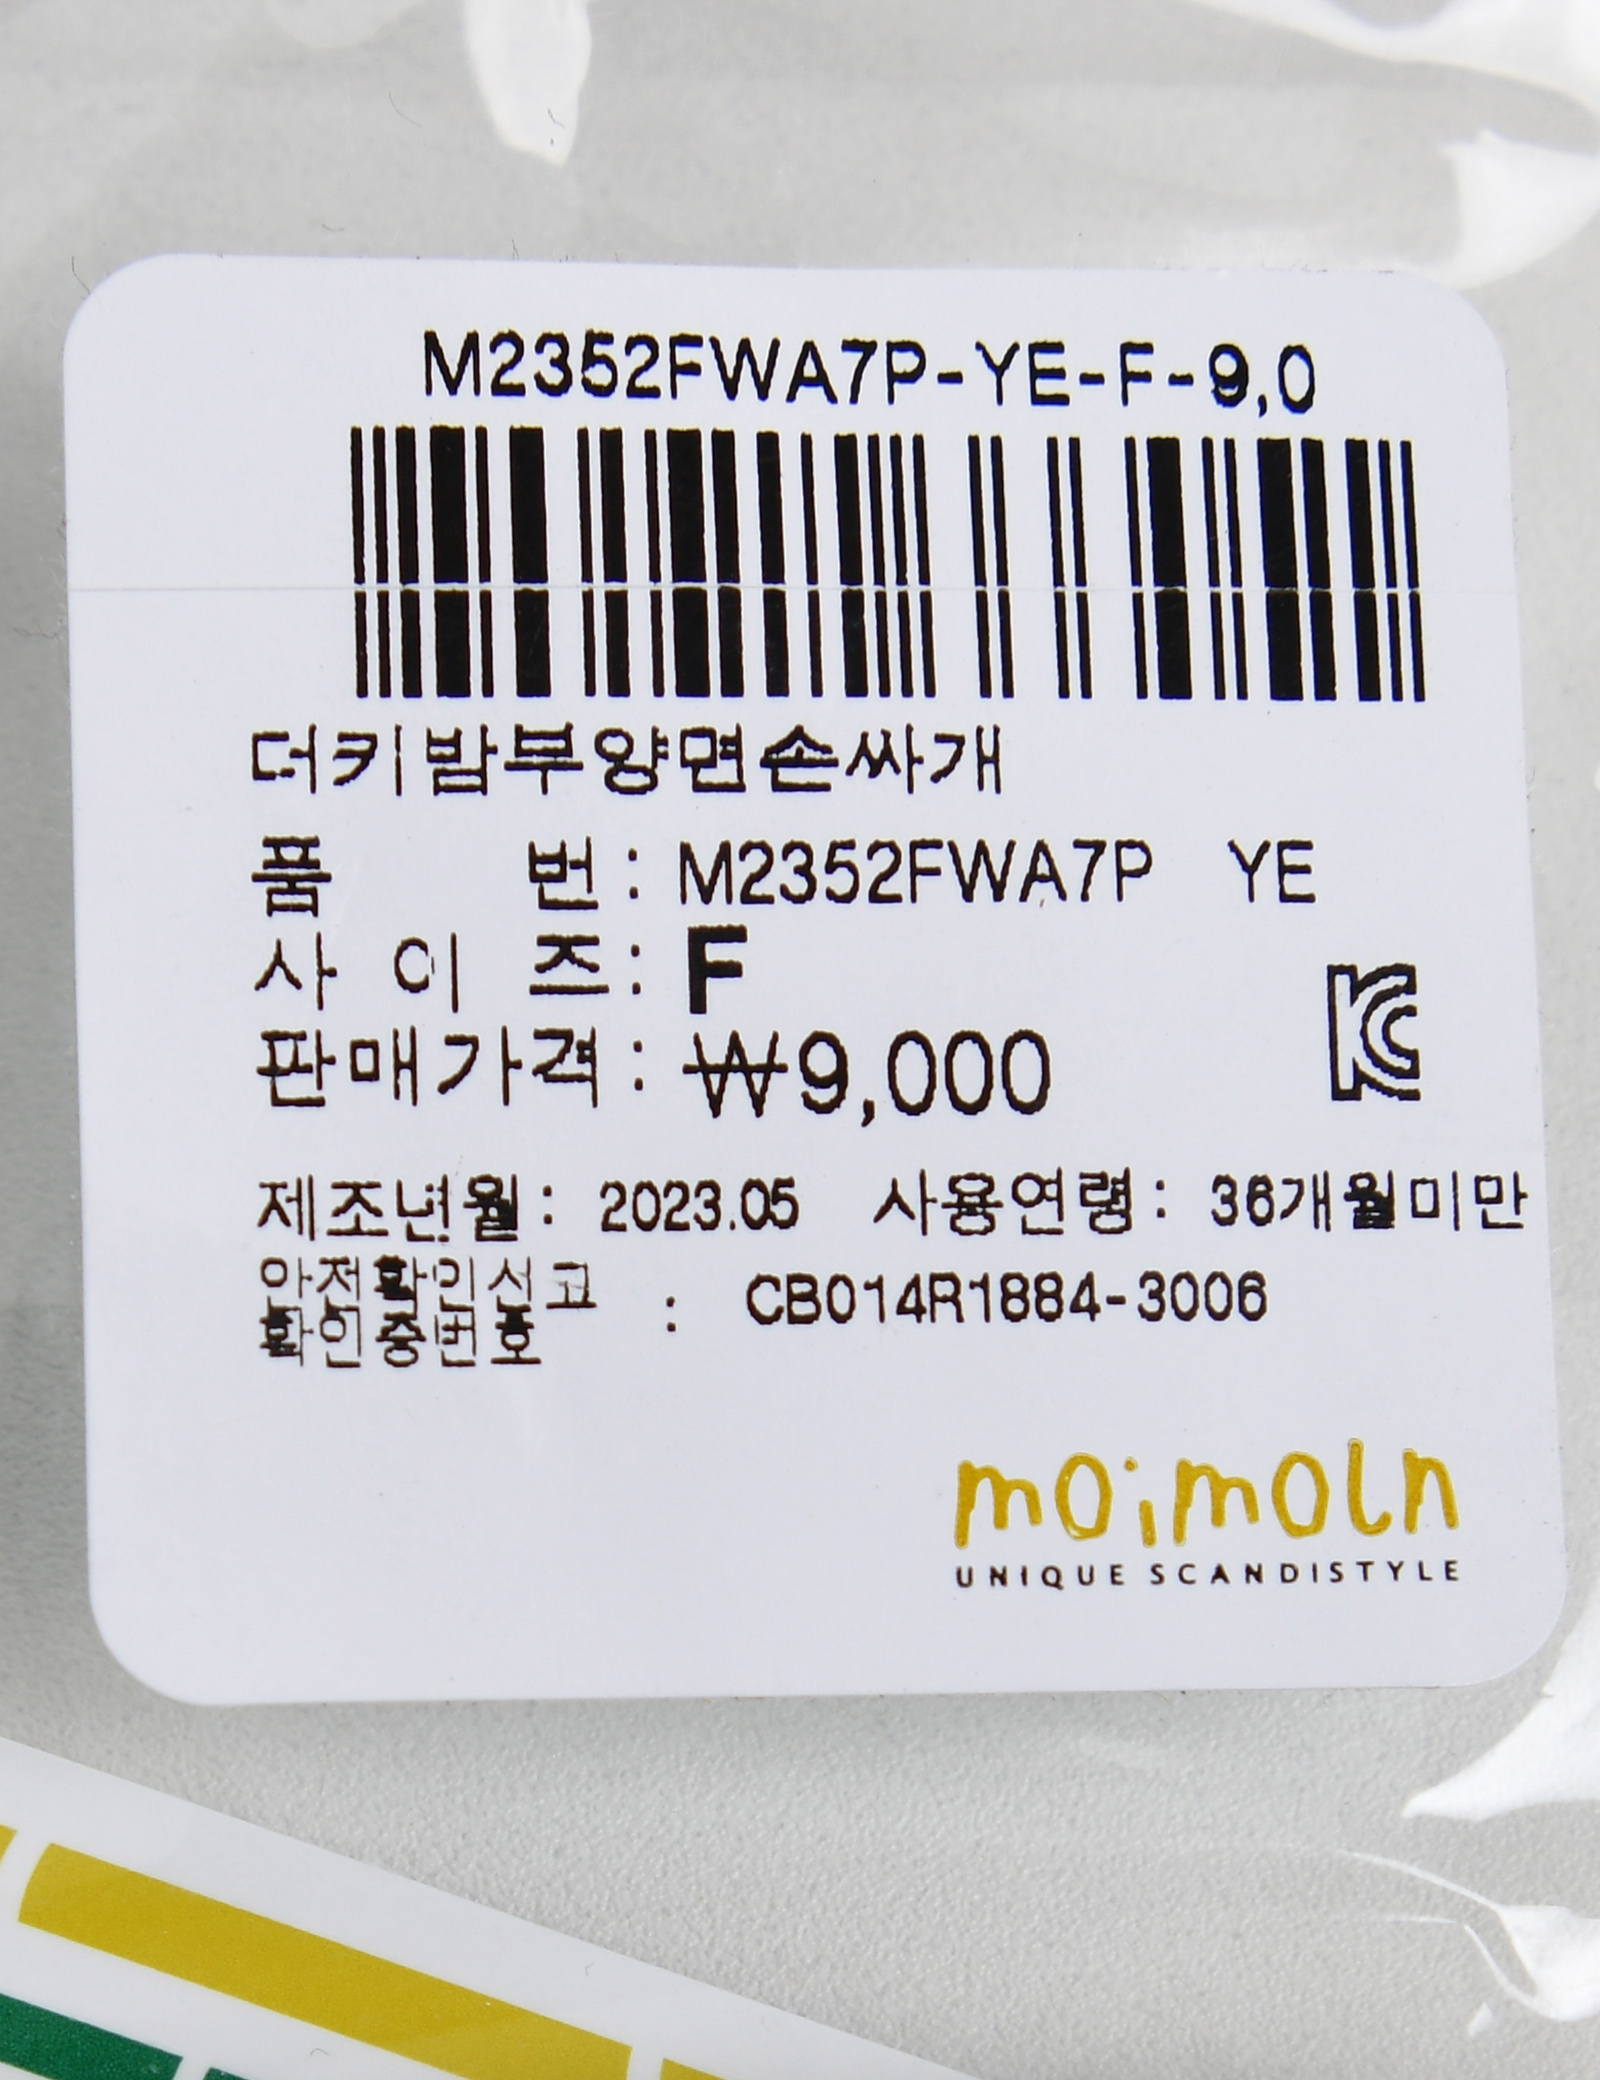 M2352FWA7P-YE-F-9,0
더키밤부양면손싸개
품 번 : M2352FWA7P YE
사 이 즈 : F
판매가격 : ₩9,000
제조년월 : 2023.05 사용연령 : 36개월미만
안전확인신고
확인증번호 : CB014R1884-3006
moimoln
UNIQUE SCANDISTYLE